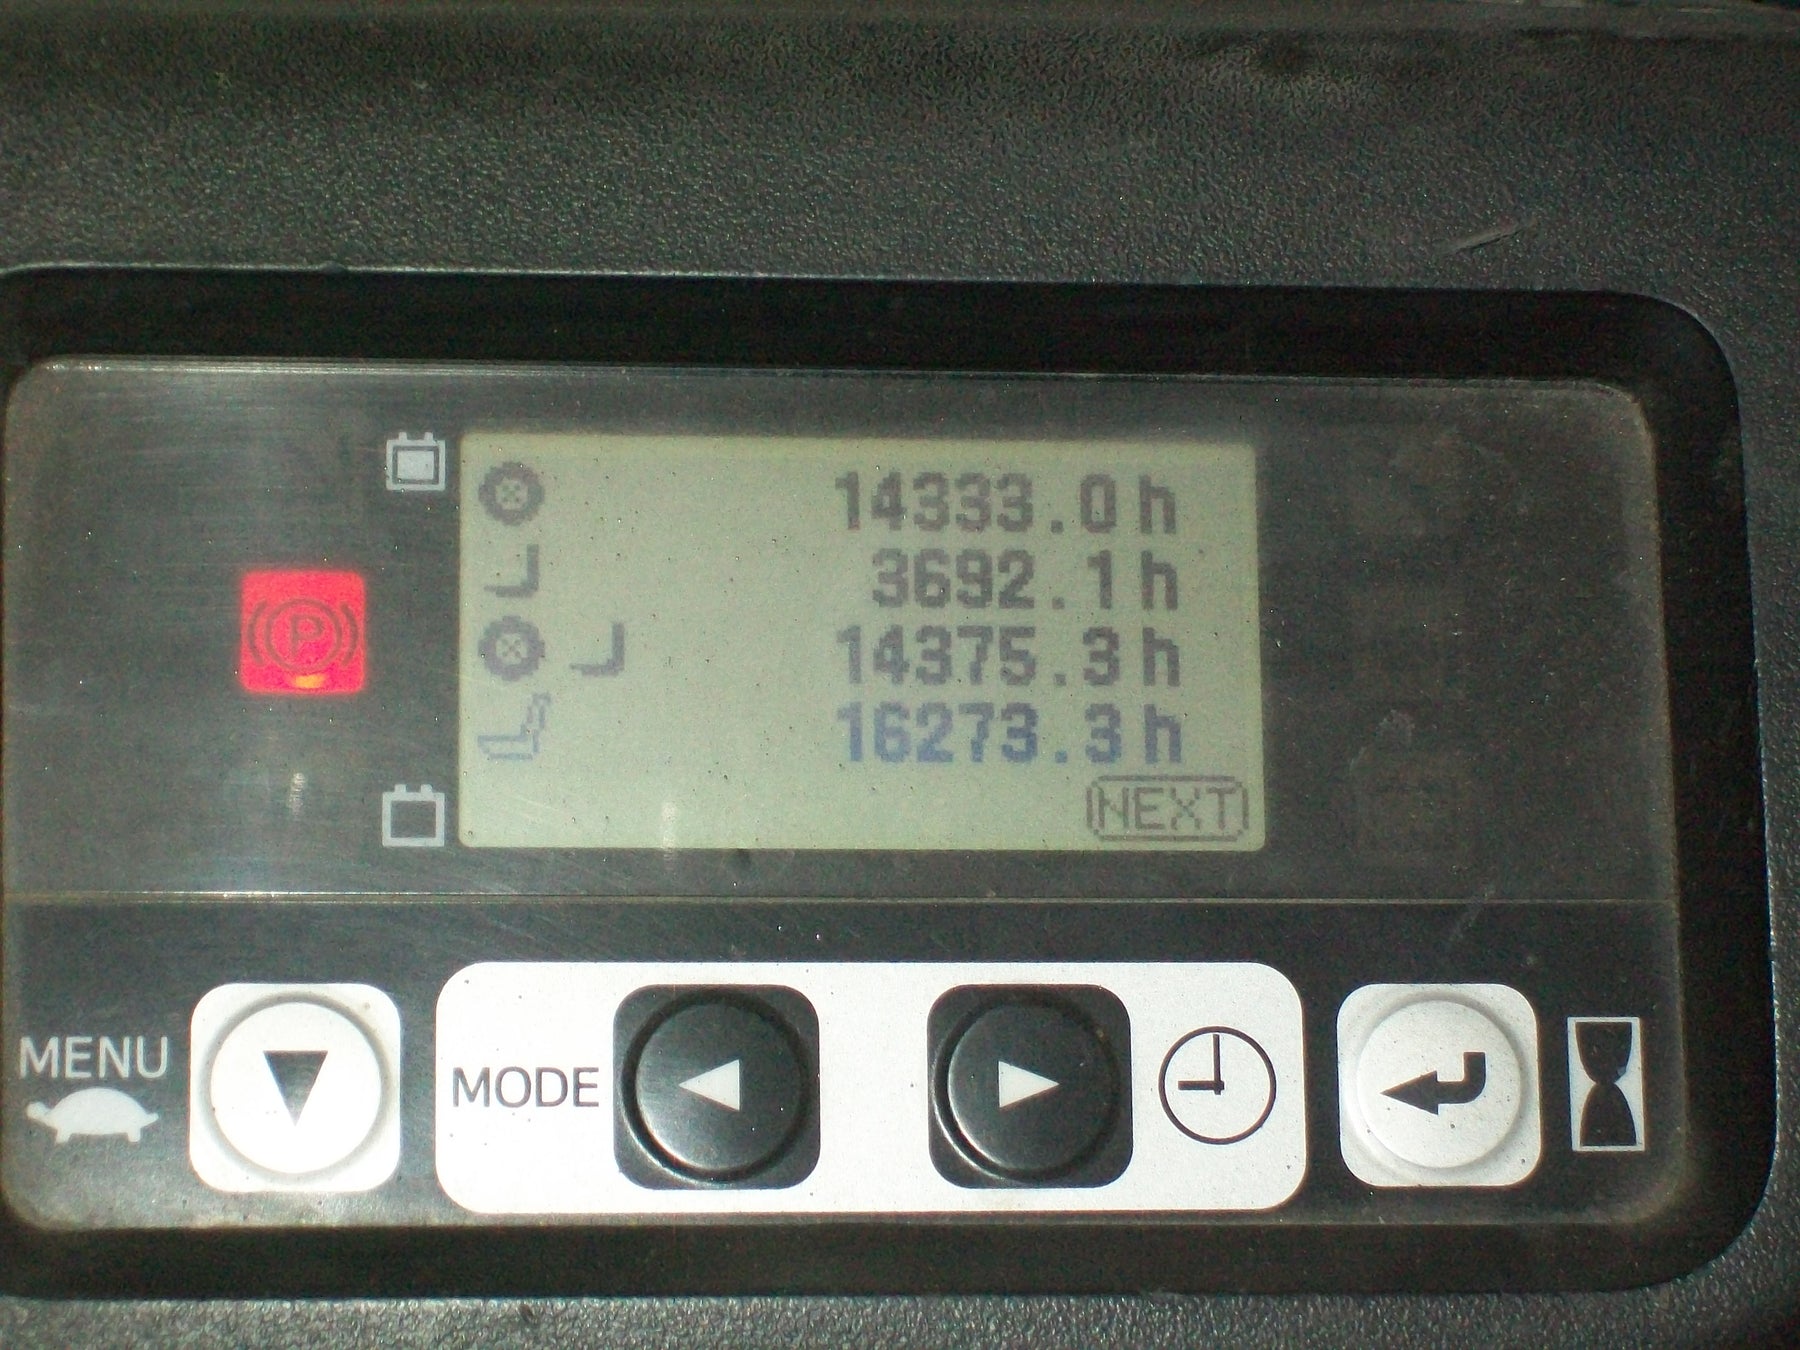 14333.0 h
3692.1 h
P
14375.3 h
16273.3 h
NEXT
MENU
MODE